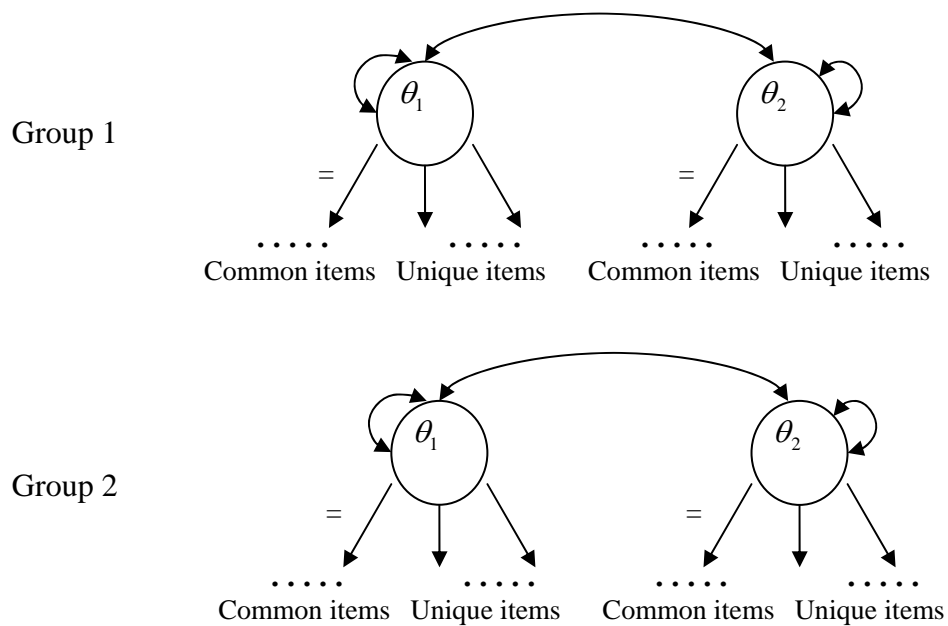 θ₁ θ₂
Group 1
= =
. . . . . . . . . . . . . . . . . . . .
Common items Unique items Common items Unique items
θ₁ θ₂
Group 2
= =
. . . . . . . . . . . . . . . . . . . .
Common items Unique items Common items Unique items